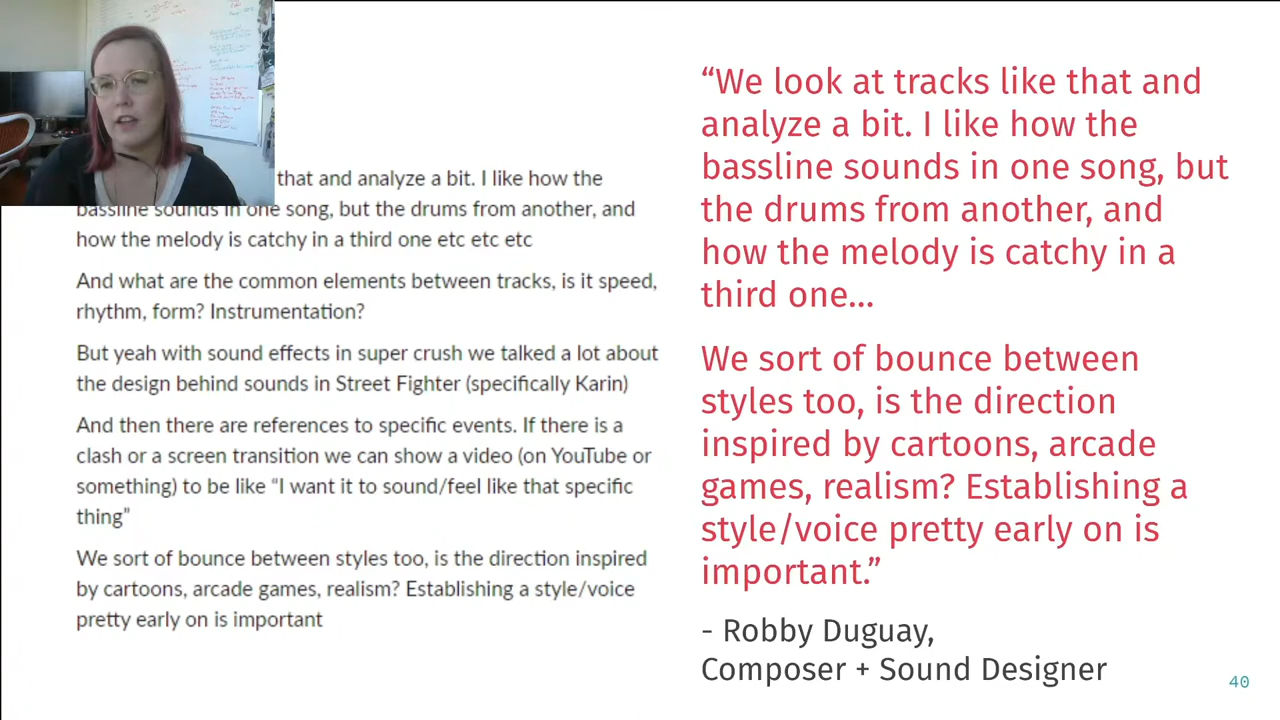 that and analyze a bit. I like how the
bassline sounds in one song, but the drums from another, and
how the melody is catchy in a third one etc etc etc
And what are the common elements between tracks, is it speed,
rhythm, form? Instrumentation?
But yeah with sound effects in super crush we talked a lot about
the design behind sounds in Street Fighter (specifically Karin)
And then there are references to specific events. If there is a
clash or a screen transition we can show a video (on YouTube or
something) to be like “I want it to sound/feel like that specific
thing”
We sort of bounce between styles too, is the direction inspired
by cartoons, arcade games, realism? Establishing a style/voice
pretty early on is important
“We look at tracks like that and
analyze a bit. I like how the
bassline sounds in one song, but
the drums from another, and
how the melody is catchy in a
third one...
We sort of bounce between
styles too, is the direction
inspired by cartoons, arcade
games, realism? Establishing a
style/voice pretty early on is
important.”
- Robby Duguay,
Composer + Sound Designer
40